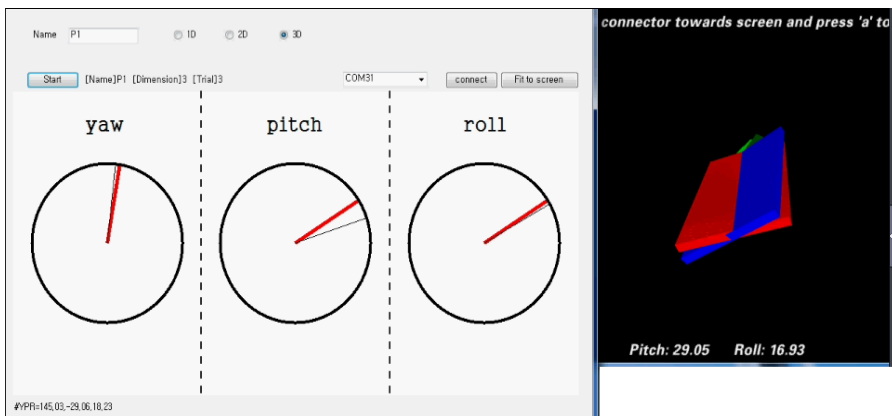 Name P1 1D 2D 3D
Start [Name]P1 [Dimension]3 [Trial]3 COM31 connect Fit to screen
yaw pitch roll
#YPR=145,03,-29,06,18,23
connector towards screen and press 'a' to
Pitch: 29.05 Roll: 16.93